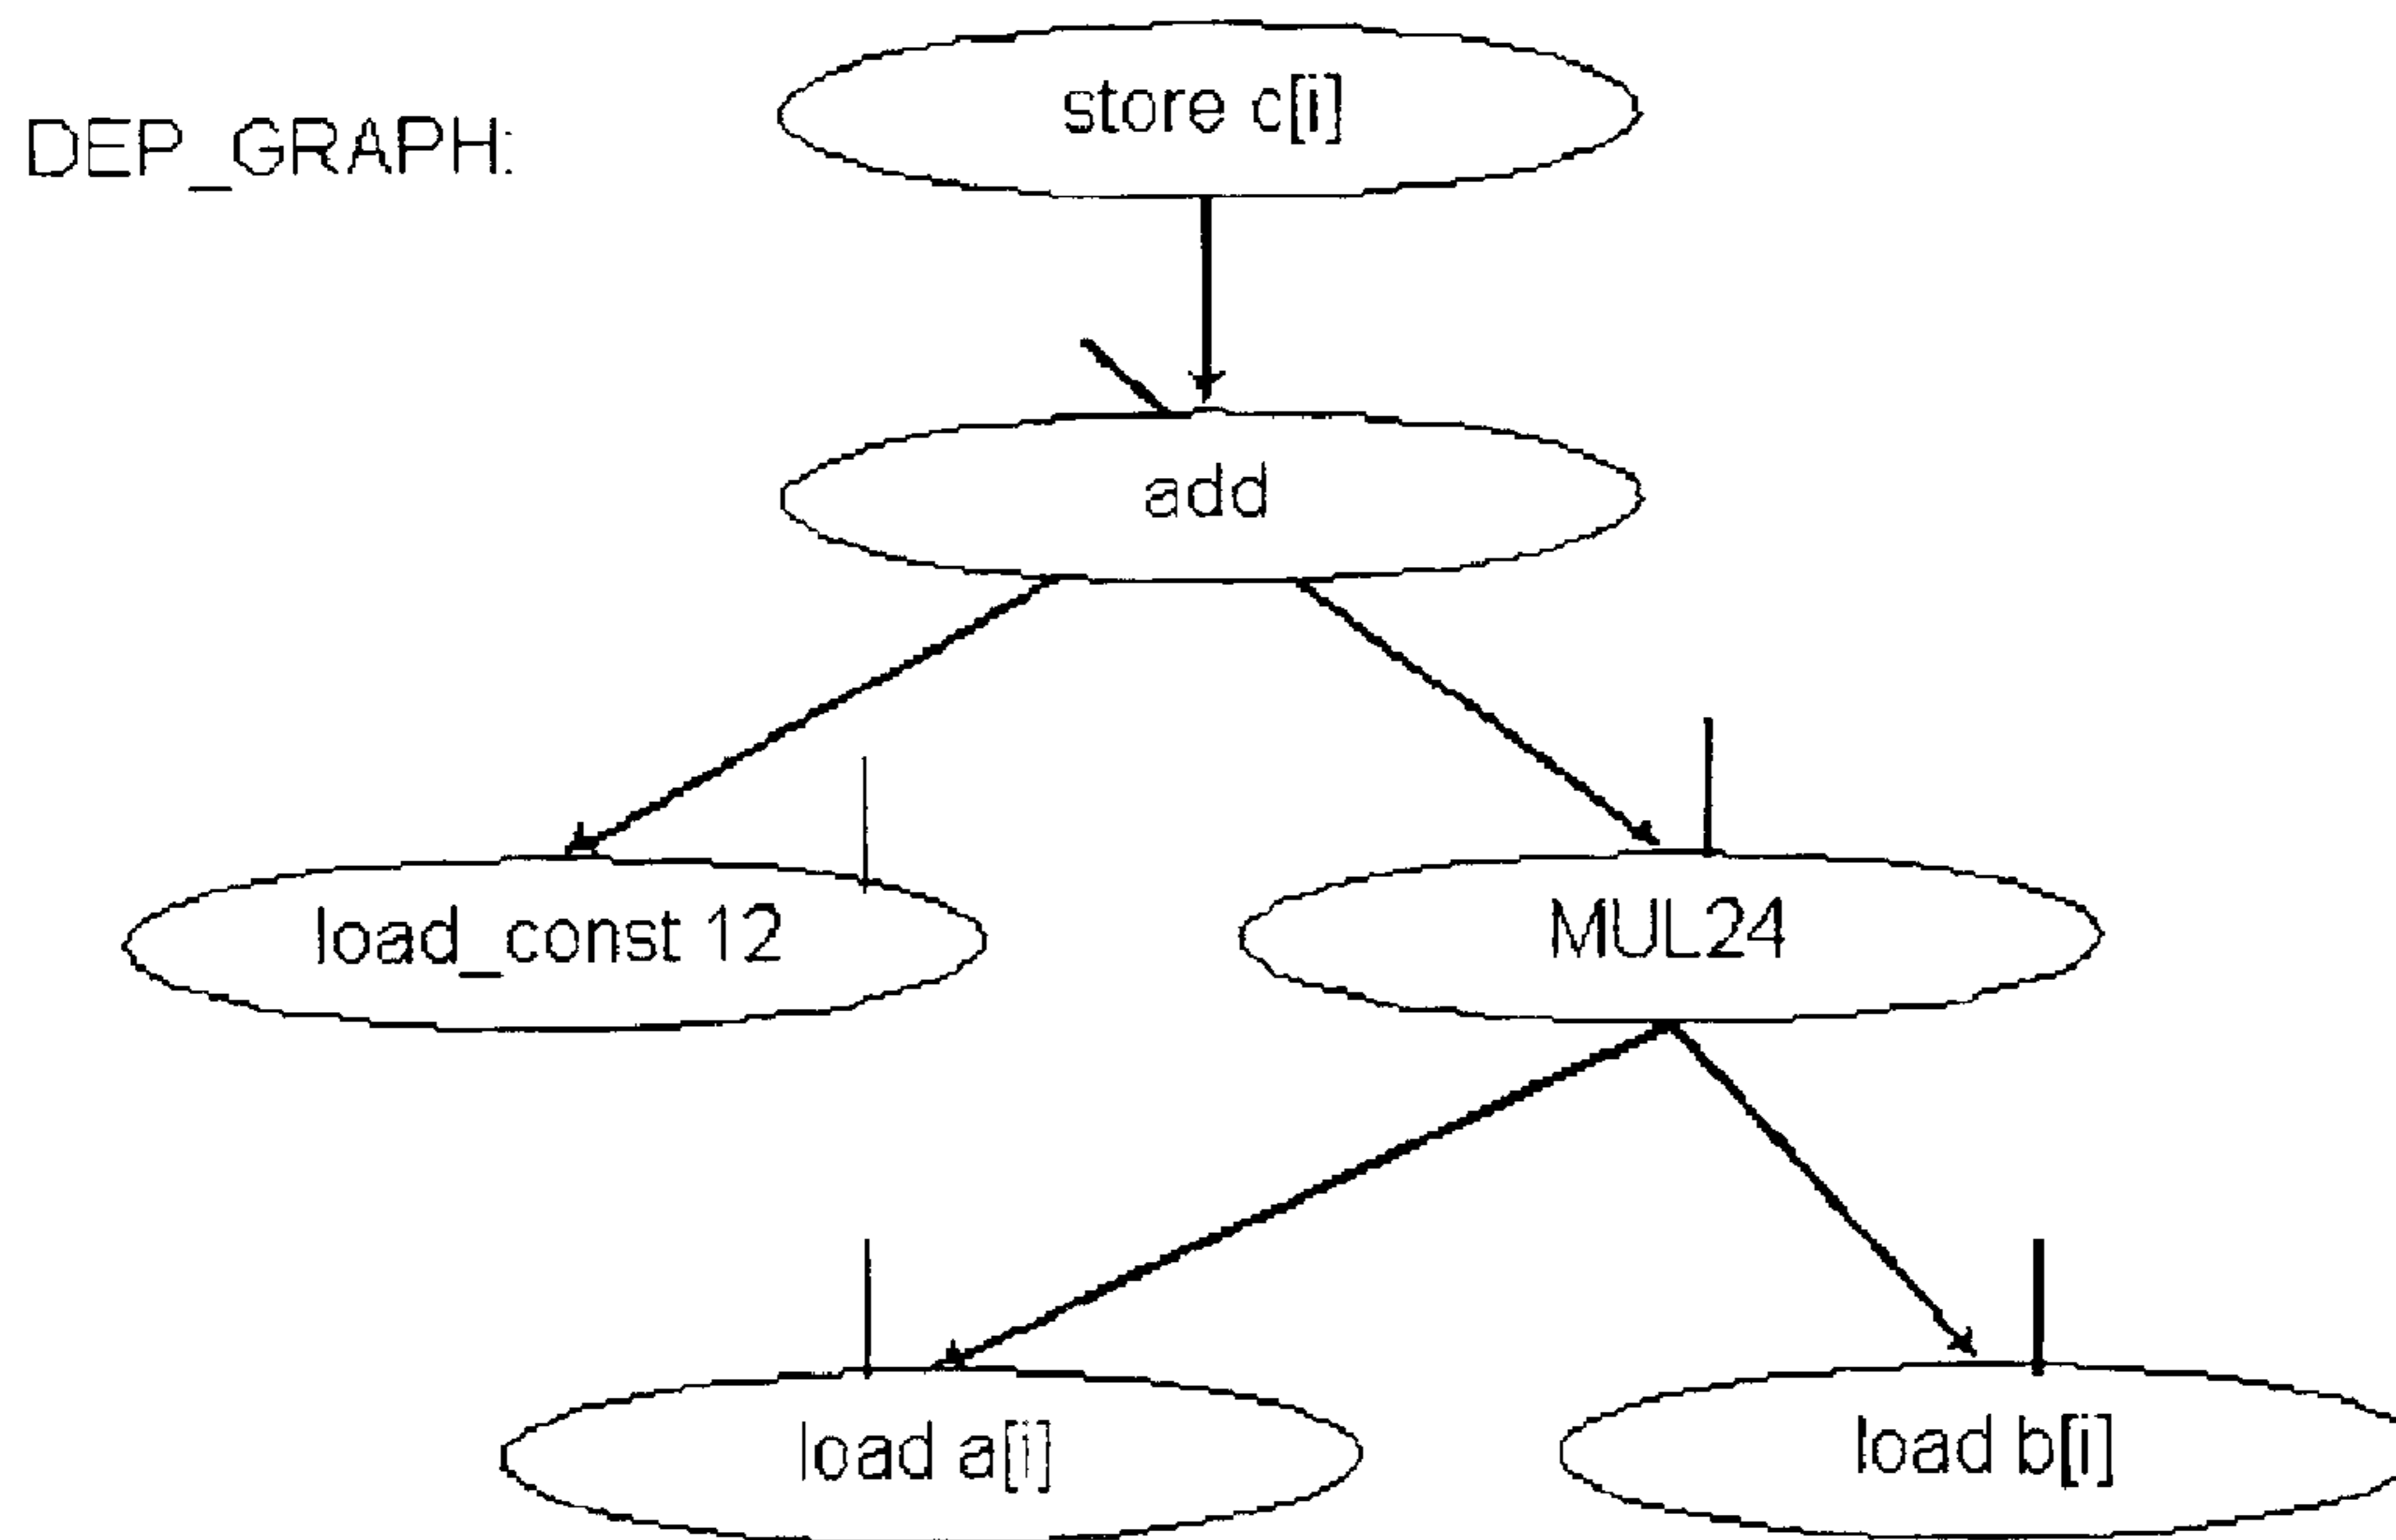 store c[i]
DEP_GRAPH:
add
load_const 12
MUL24
load a[i]
load b[i]